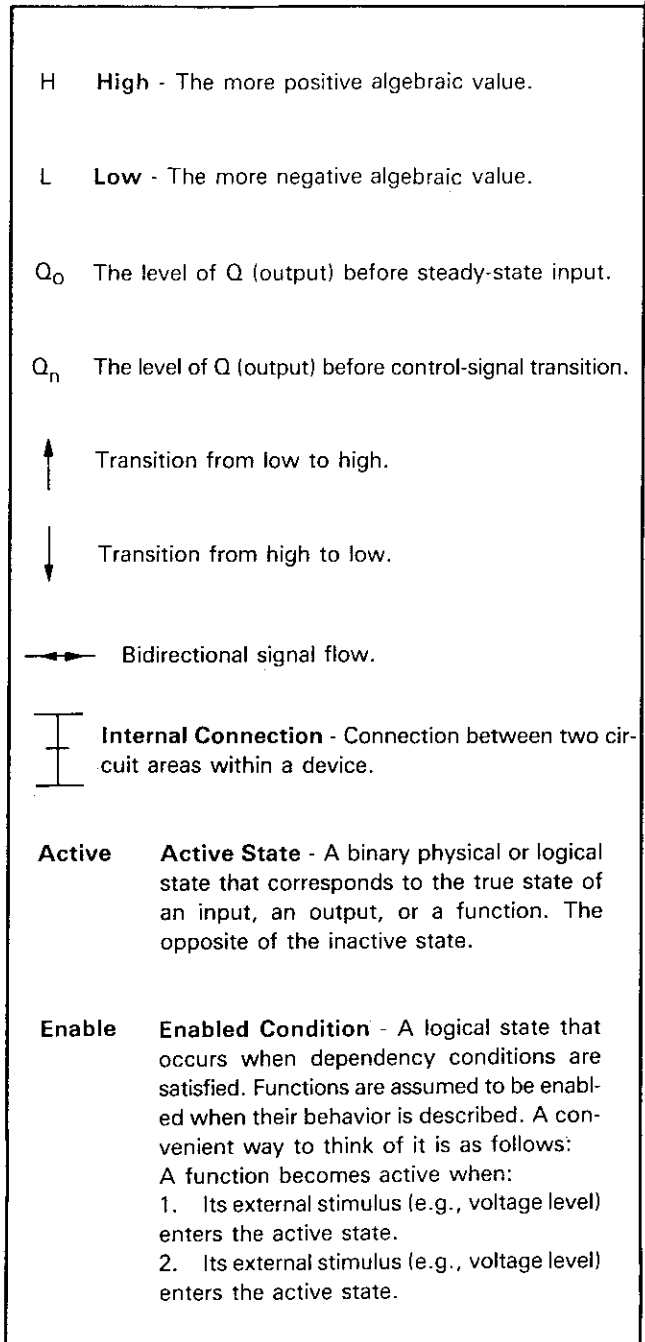 H High - The more positive algebraic value.
L Low - The more negative algebraic value.
Qo The level of Q (output) before steady-state input.
Qn The level of Q (output) before control-signal transition.
Transition from low to high.
Transition from high to low.
Bidirectional signal flow.
Internal Connection - Connection between two cir-
cuit areas within a device.
Active Active State - A binary physical or logical
state that corresponds to the true state of
an input, an output, or a function. The
opposite of the inactive state.
Enable Enabled Condition - A logical state that
occurs when dependency conditions are
satisfied. Functions are assumed to be enabl-
ed when their behavior is described. A con-
venient way to think of it is as follows:
A function becomes active when:
1. Its external stimulus (e.g., voltage level)
enters the active state.
2. Its external stimulus (e.g., voltage level)
enters the active state.